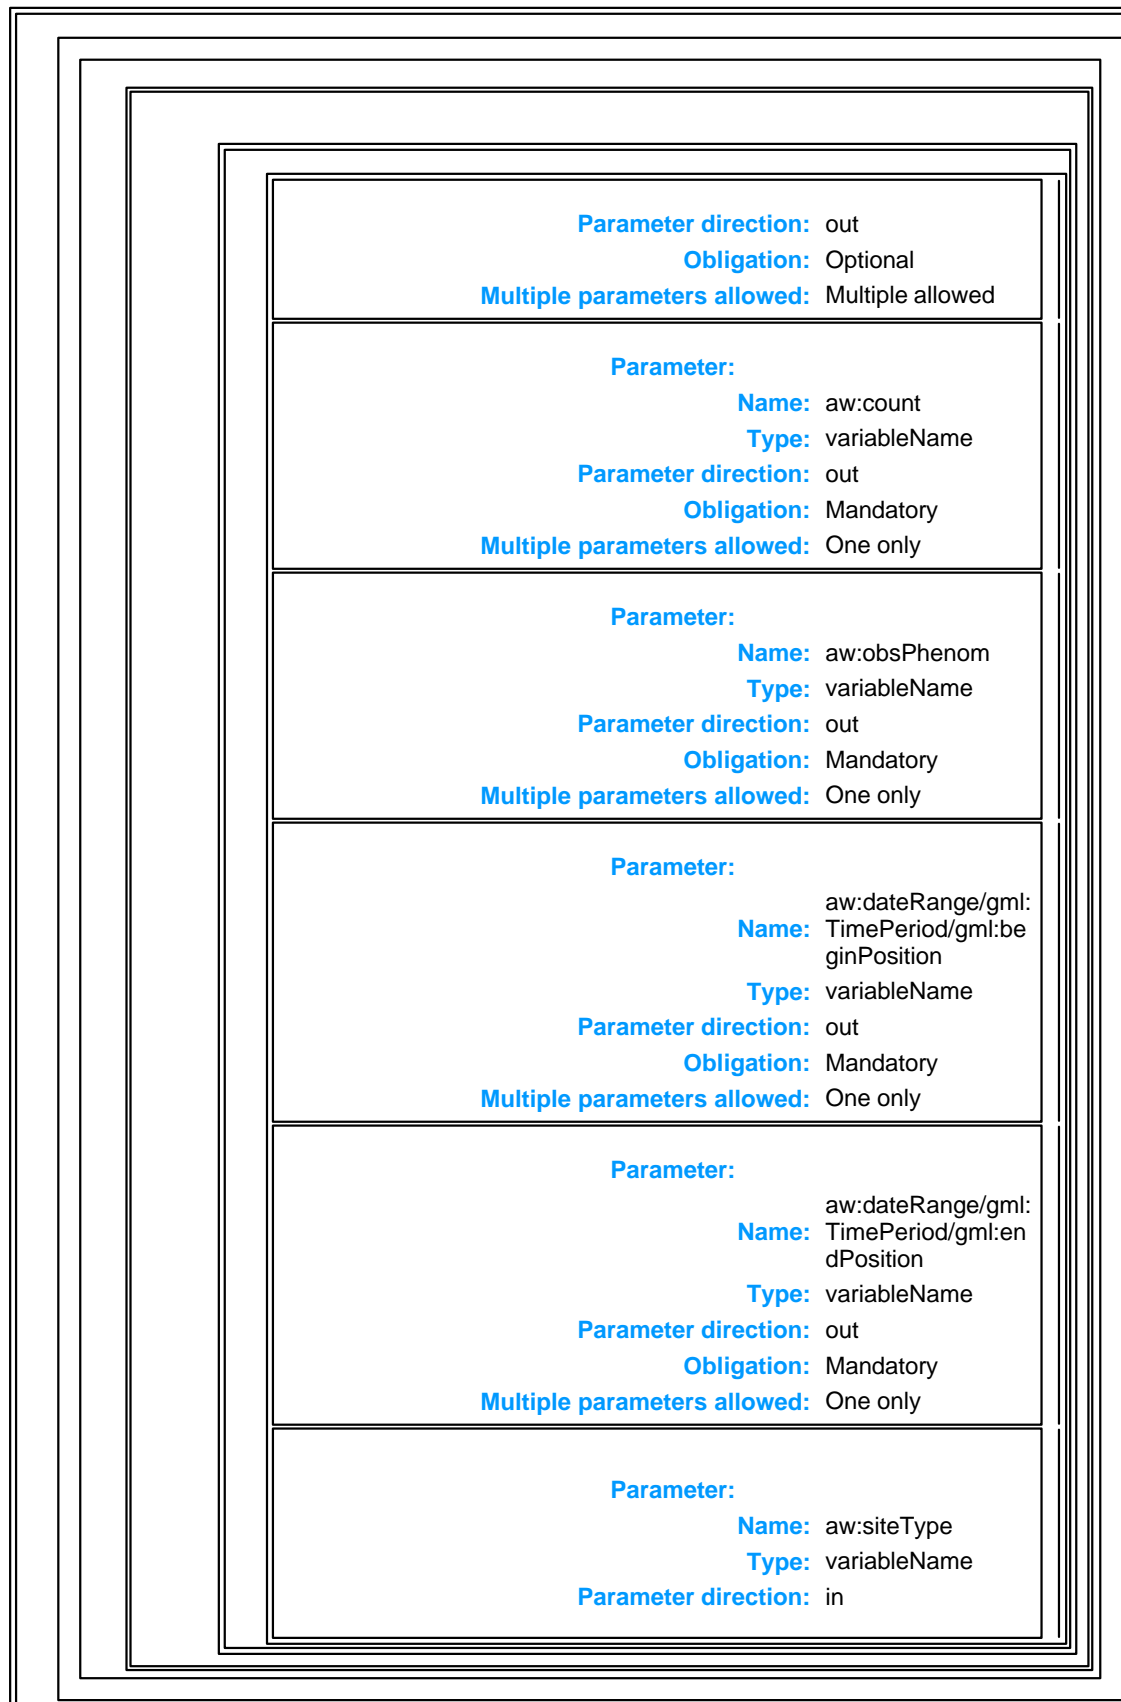 Parameter direction: out
Obligation: Optional
Multiple parameters allowed: Multiple allowed
Parameter:
Name: aw:count
Type: variableName
Parameter direction: out
Obligation: Mandatory
Multiple parameters allowed: One only
Parameter:
Name: aw:obsPhenom
Type: variableName
Parameter direction: out
Obligation: Mandatory
Multiple parameters allowed: One only
Parameter:
aw:dateRange/gml:
Name: TimePeriod/gml:be
ginPosition
Type: variableName
Parameter direction: out
Obligation: Mandatory
Multiple parameters allowed: One only
Parameter:
aw:dateRange/gml:
Name: TimePeriod/gml:en
dPosition
Type: variableName
Parameter direction: out
Obligation: Mandatory
Multiple parameters allowed: One only
Parameter:
Name: aw:siteType
Type: variableName
Parameter direction: in